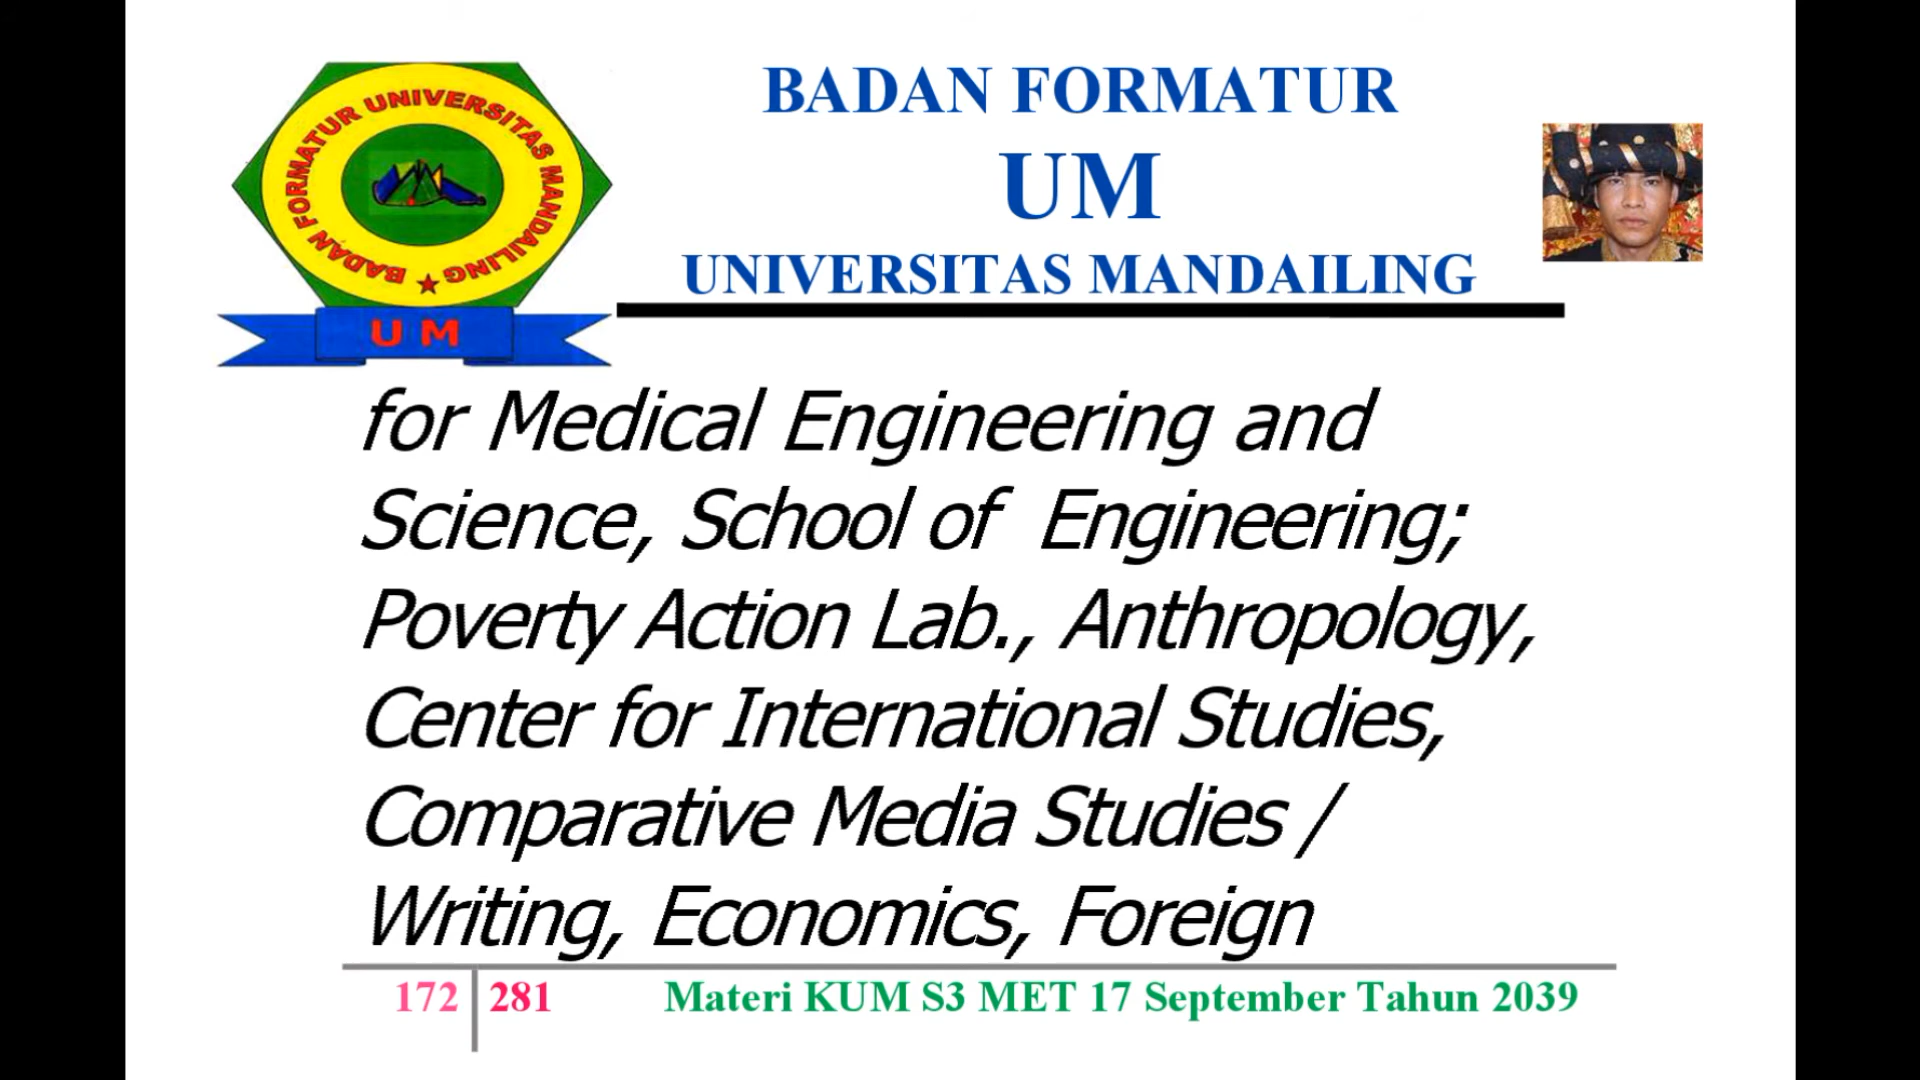 BADAN FORMATUR UNIVERSITAS MANDAILING
U M
BADAN FORMATUR
UM
UNIVERSITAS MANDAILING
for Medical Engineering and
Science, School of Engineering;
Poverty Action Lab., Anthropology,
Center for International Studies,
Comparative Media Studies /
Writing, Economics, Foreign
172 281 Materi KUM S3 MET 17 September Tahun 2039